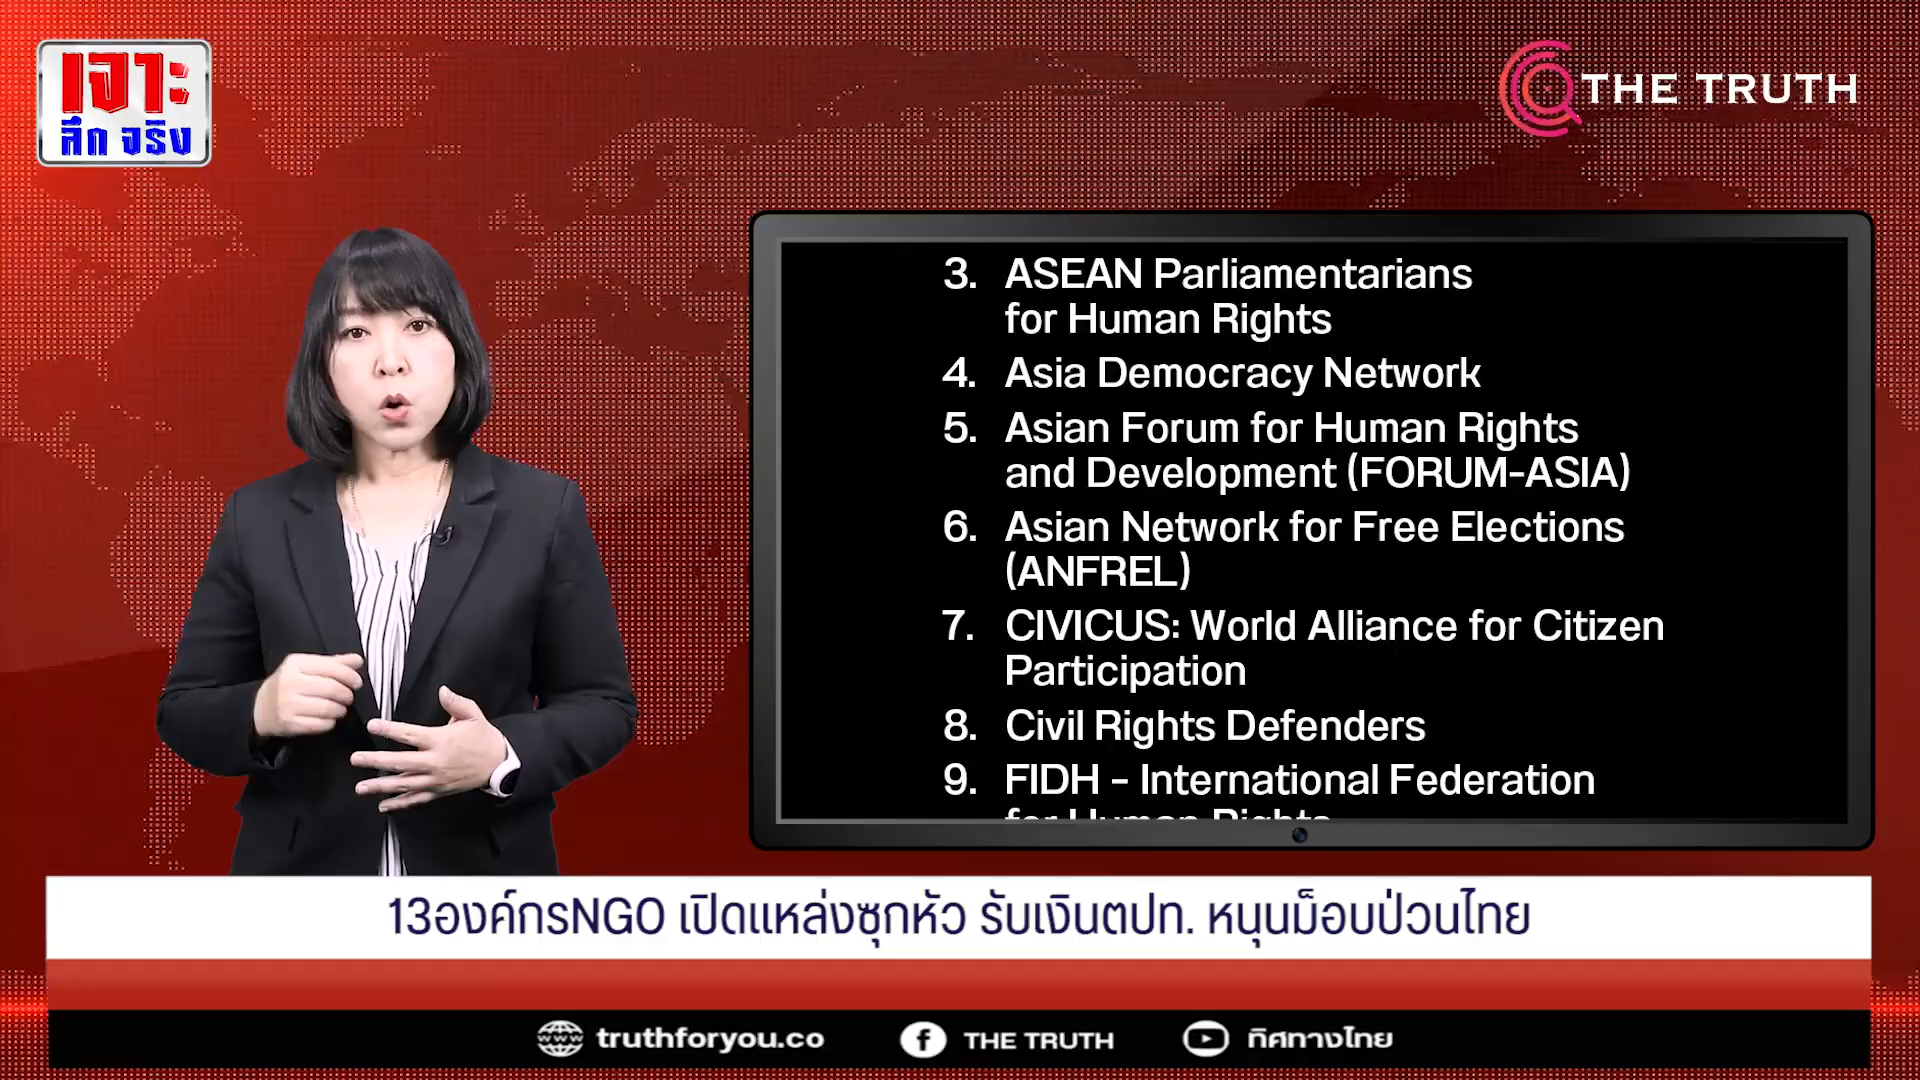 เจาะ
ลึก จริง
THE TRUTH
3. ASEAN Parliamentarians
for Human Rights
4. Asia Democracy Network
5. Asian Forum for Human Rights
and Development (FORUM-ASIA)
6. Asian Network for Free Elections
(ANFREL)
7. CIVICUS: World Alliance for Citizen
Participation
8. Civil Rights Defenders
9. FIDH - International Federation
for Human Rights
13องค์กรNGO เปิดแหล่งซุกหัว รับเงินตปท. หนุนม็อบป่วนไทย
www truthforyou.co
THE TRUTH
ทิศทางไทย